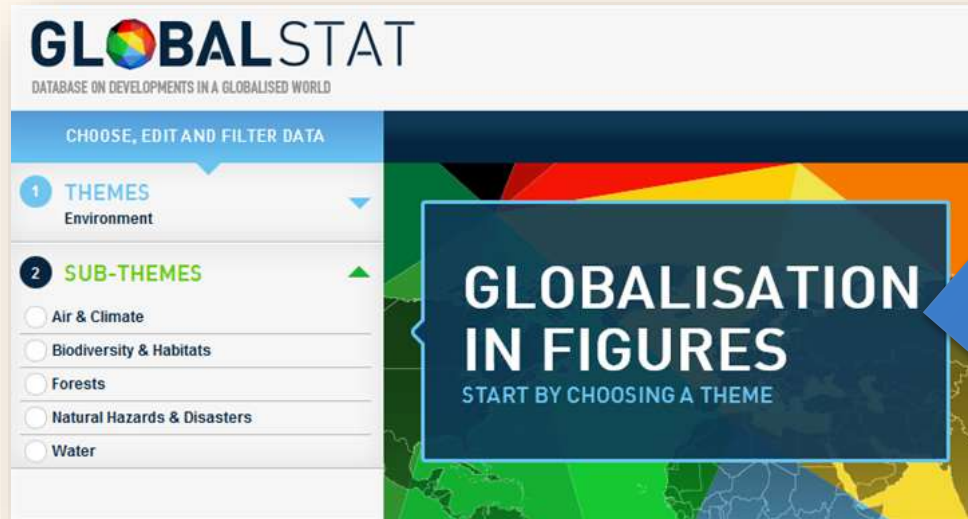 GLOBALSTAT
DATABASE ON DEVELOPMENTS IN A GLOBALISED WORLD
CHOOSE, EDIT AND FILTER DATA
1 THEMES
Environment
2 SUB-THEMES
Air & Climate
Biodiversity & Habitats
Forests
Natural Hazards & Disasters
Water
GLOBALISATION
IN FIGURES
START BY CHOOSING A THEME